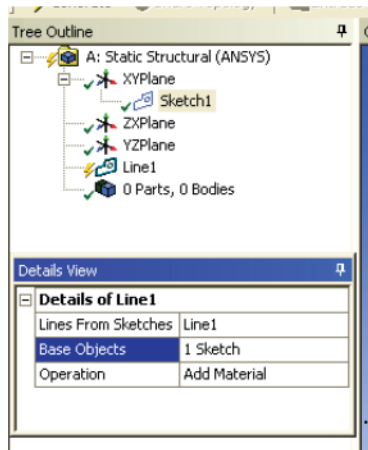 Tree Outline
A: Static Structural (ANSYS)
XYPlane
Sketch1
ZXPlane
YZPlane
Line1
0 Parts, 0 Bodies
Details View
Details of Line1
Lines From Sketches Line1
Base Objects 1 Sketch
Operation Add Material